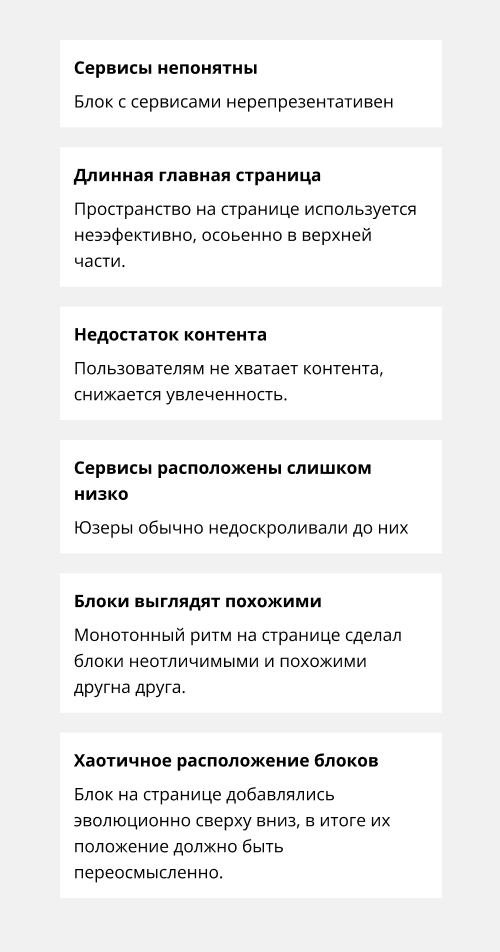 Сервисы непонятны
Блок с сервисами нерепрезентативен
Длинная главная страница
Пространство на странице используется
неээфективно, осоьенно в верхней
части.
Недостаток контента
Пользователям не хватает контента,
снижается увлеченность.
Сервисы расположены слишком
низко
Юзеры обычно недоскроливали до них
Блоки выглядят похожими
Монотонный ритм на странице сделал
блоки неотличимыми и похожими
другна друга.
Хаотичное расположение блоков
Блок на странице добавлялись
эволюционно сверху вниз, в итоге их
положение должно быть
переосмысленно.